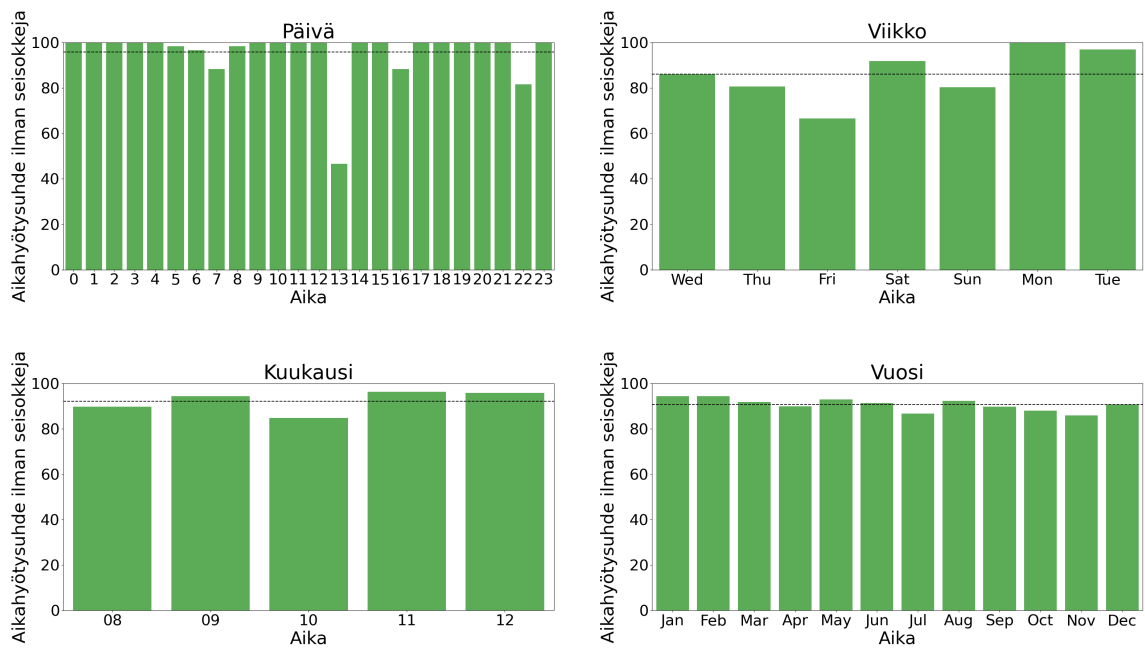 Päivä
Aikahyötysuhde ilman seisokkeja
100
80
60
40
20
0
0 1 2 3 4 5 6 7 8 9 10 11 12 13 14 15 16 17 18 19 20 21 22 23
Aika
Viikko
Aikahyötysuhde ilman seisokkeja
100
80
60
40
20
0
Wed Thu Fri Sat Sun Mon Tue
Aika
Kuukausi
Aikahyötysuhde ilman seisokkeja
100
80
60
40
20
0
08 09 10 11 12
Aika
Vuosi
Aikahyötysuhde ilman seisokkeja
100
80
60
40
20
0
Jan Feb Mar Apr May Jun Jul Aug Sep Oct Nov Dec
Aika